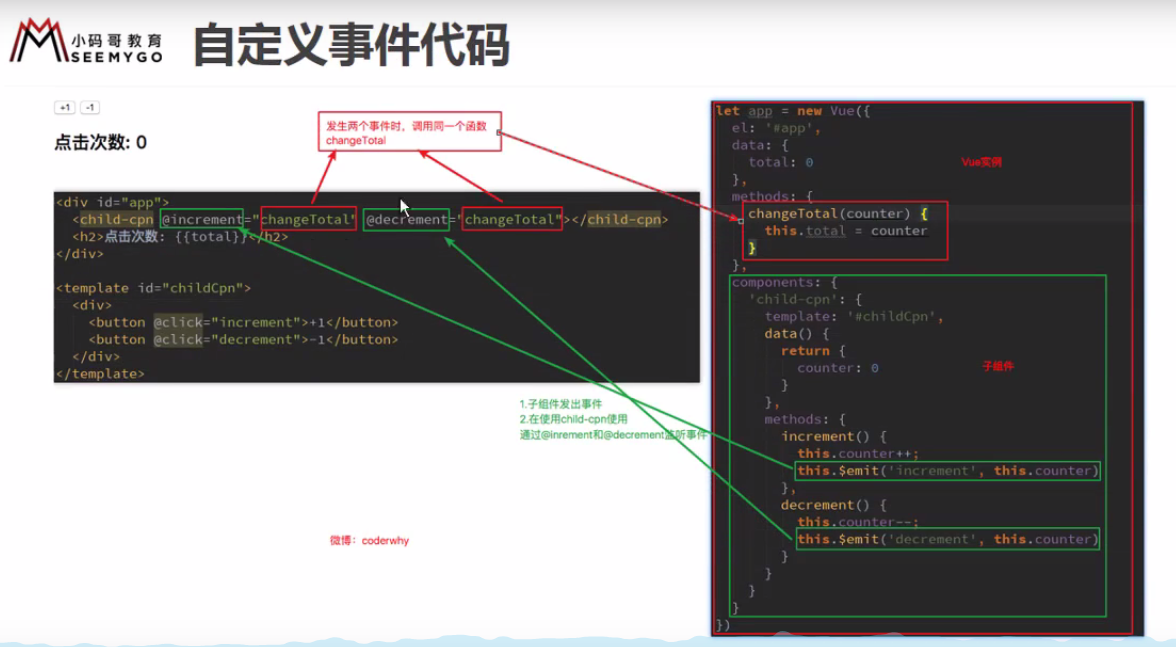 小码哥教育
SEEMYGO
自定义事件代码
+1 -1
点击次数: 0
发生两个事件时，调用同一个函数
changeTotal
<div id="app">
<child-cpn @increment="changeTotal" @decrement="changeTotal"></child-cpn>
<h2>点击次数: {{total}}</h2>
</div>
<template id="childCpn">
<div>
<button @click="increment">+1</button>
<button @click="decrement">-1</button>
</div>
</template>
1.子组件发出事件
2.在使用child-cpn使用
通过@inrement和@decrement监听事件
微博：coderwhy
let app = new Vue({
el: '#app',
data: {
total: 0
},
Vue实例
methods: {
changeTotal(counter) {
this.total = counter
}
},
components: {
'child-cpn': {
template: '#childCpn',
data() {
return {
counter: 0
}
},
子组件
methods: {
increment() {
this.counter++;
this.$emit('increment', this.counter)
},
decrement() {
this.counter--;
this.$emit('decrement', this.counter)
}
}
}
}
})